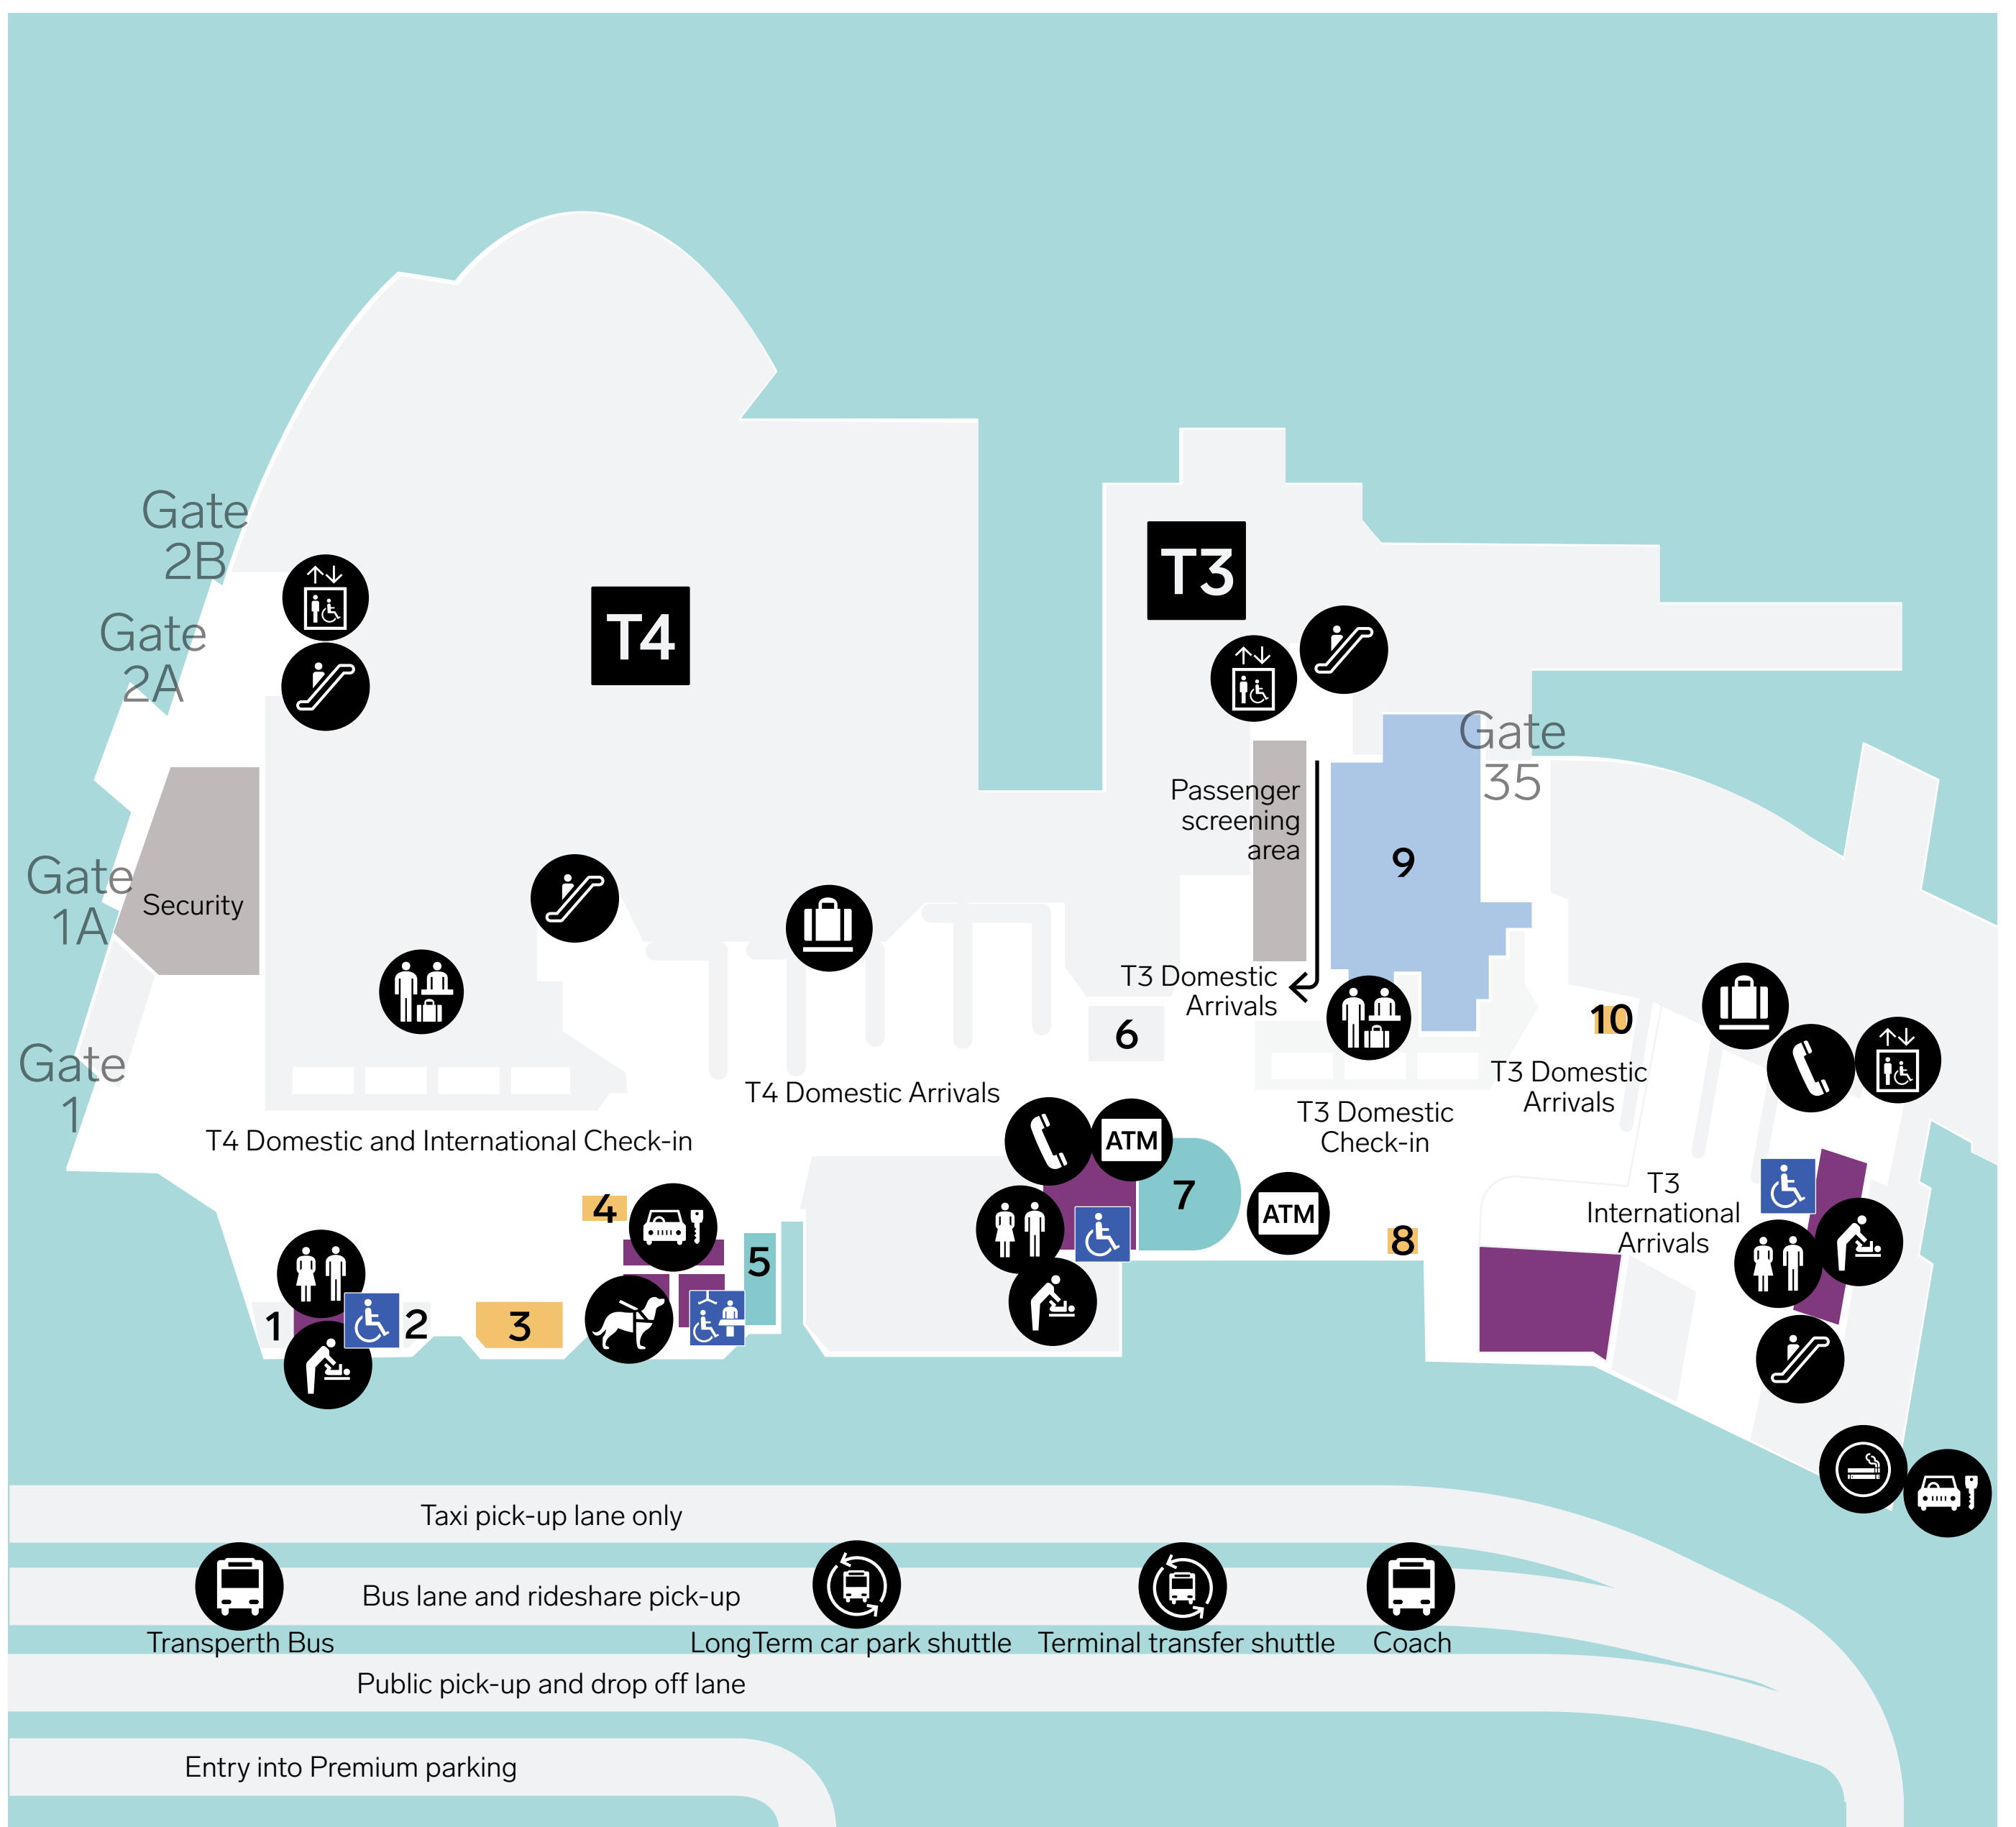 Gate
2B
T3
T4
Gate
2A
Gate
35
Passenger
screening
area
9
Gate
1A
Security
T3 Domestic
Arrivals
10
6
Gate
1
T4 Domestic Arrivals
T3 Domestic
Arrivals
T3 Domestic
Check-in
T4 Domestic and International Check-in
ATM
7
ATM
T3
International
Arrivals
4
8
5
1
2
3
Taxi pick-up lane only
Bus lane and rideshare pick-up
Transperth Bus
LongTerm car park shuttle
Terminal transfer shuttle
Coach
Public pick-up and drop off lane
Entry into Premium parking